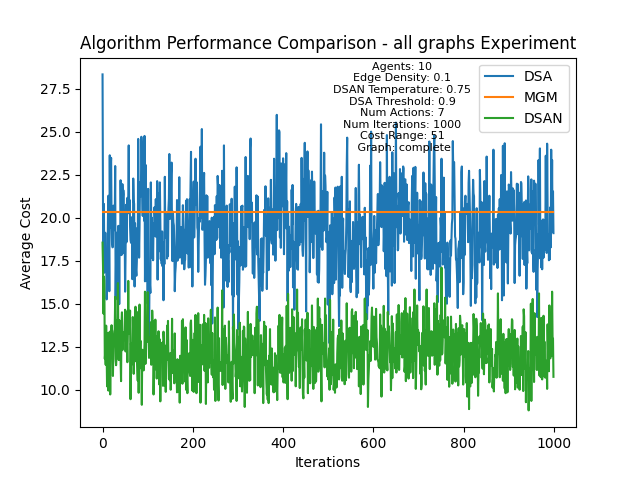 Algorithm Performance Comparison - all graphs Experiment
Agents: 10
Edge Density: 0.1
DSAN Temperature: 0.75
DSA Threshold: 0.9
Num Actions: 7
Num Iterations: 1000
Cost Range: 51
Graph: complete
DSA
MGM
DSAN
Average Cost
27.5
25.0
22.5
20.0
17.5
15.0
12.5
10.0
0
200
400
600
800
1000
Iterations